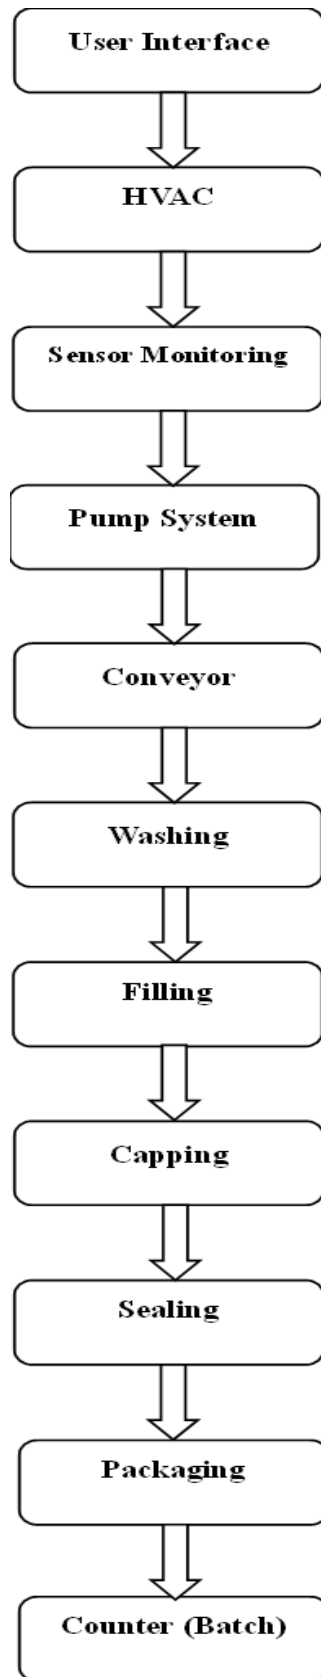 User Interface
HVAC
Sensor Monitoring
Pump System
Conveyor
Washing
Filling
Capping
Sealing
Packaging
Counter (Batch)